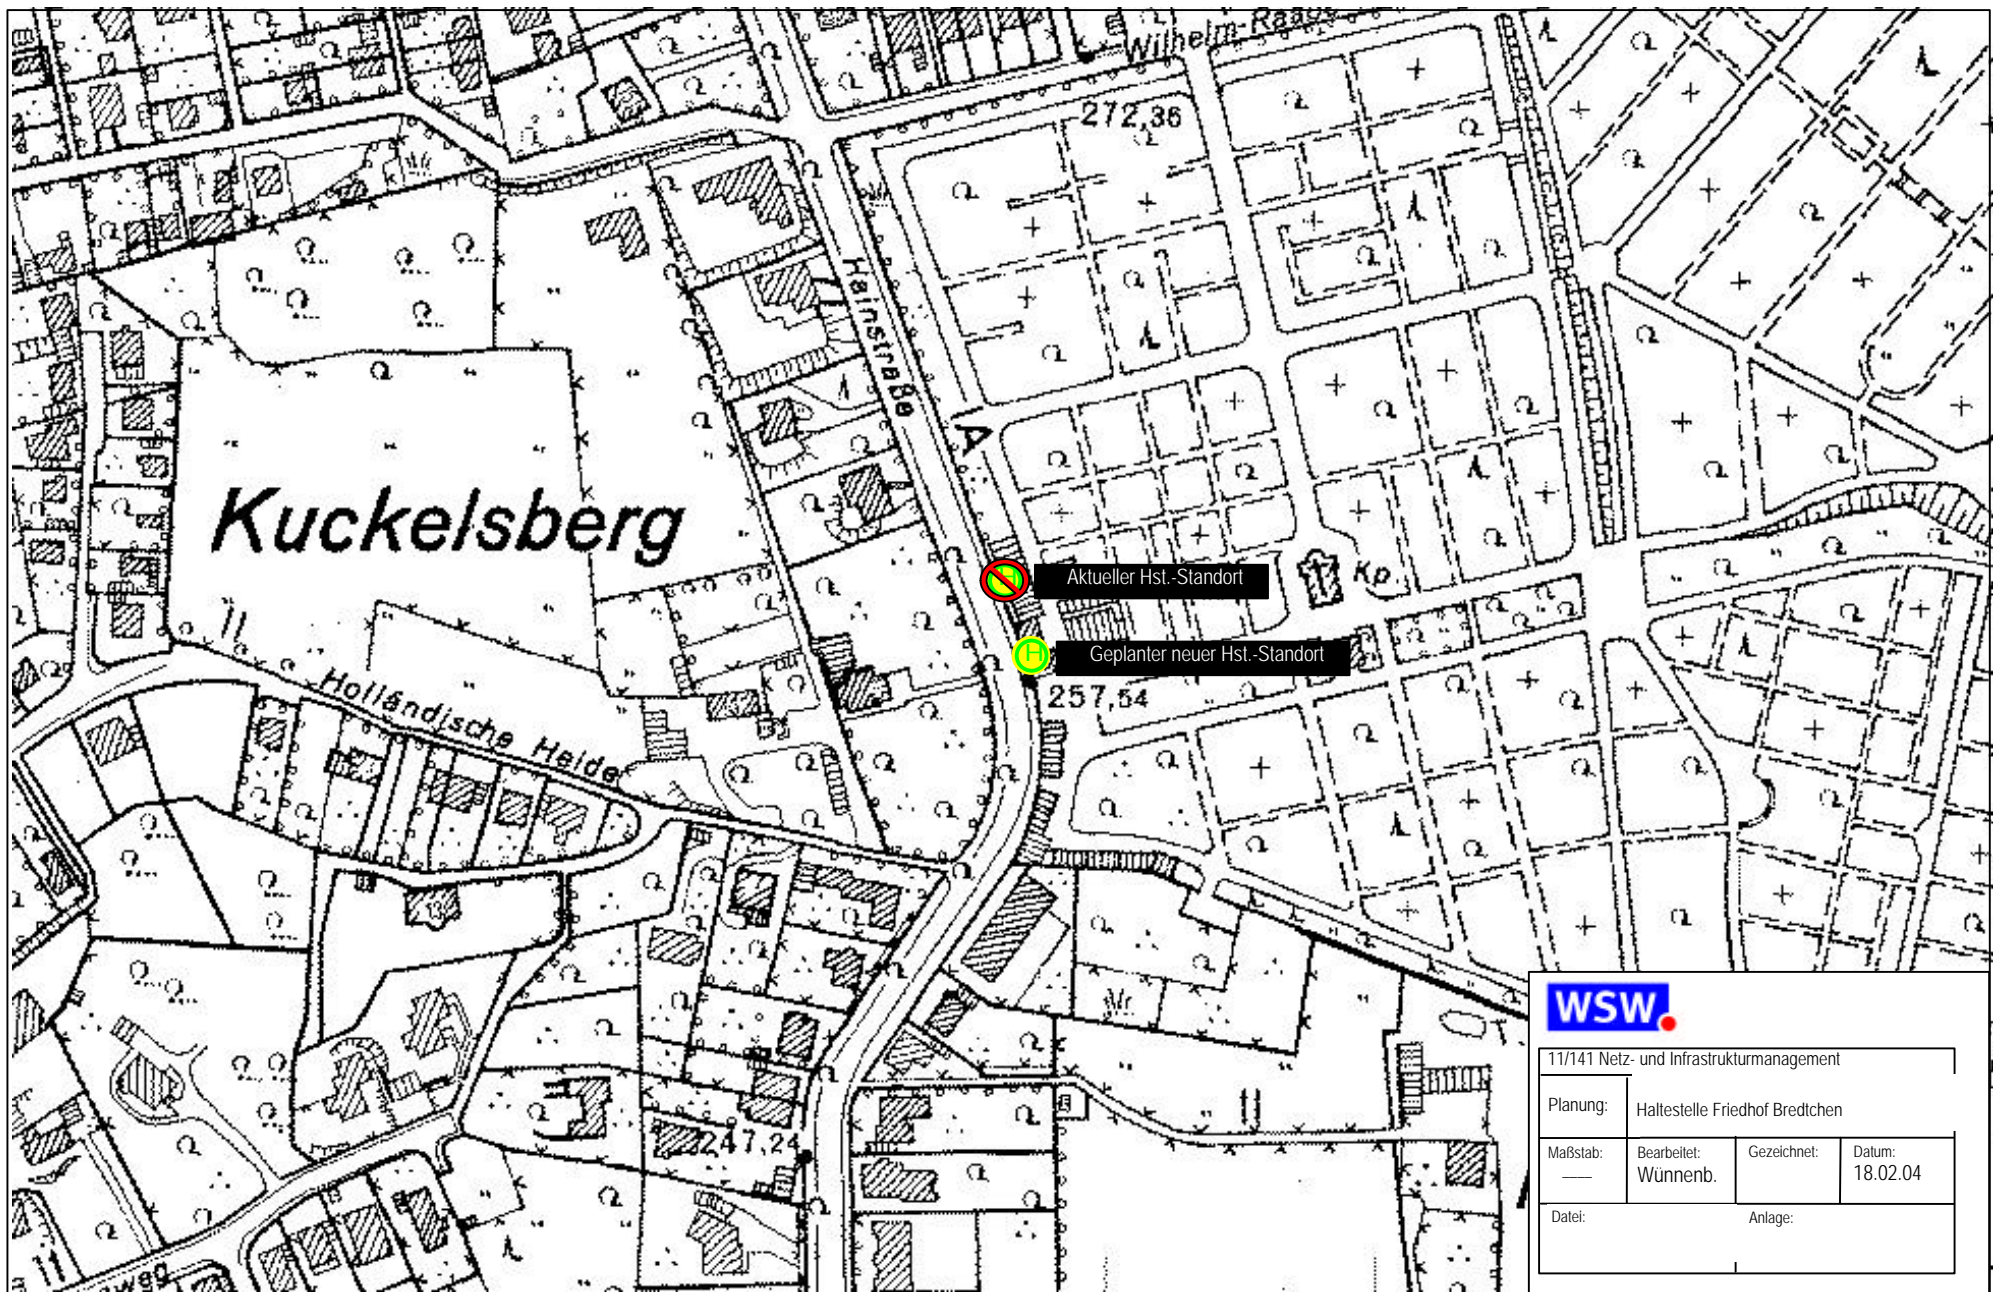 Wilhelm-Raabe
272,36
Hainstraße
Kuckelsberg
Aktueller Hst.-Standort
Kp.
H
Geplanter neuer Hst.-Standort
257,54
Holländische Heide
13
247,24
weg
WSW.
11/141 Netz- und Infrastrukturmanagement
Planung:
Haltestelle Friedhof Bredtchen
Maßstab:
Bearbeitet:
Gezeichnet:
Datum:
Wünnenb.
18.02.04
Datei:
Anlage: